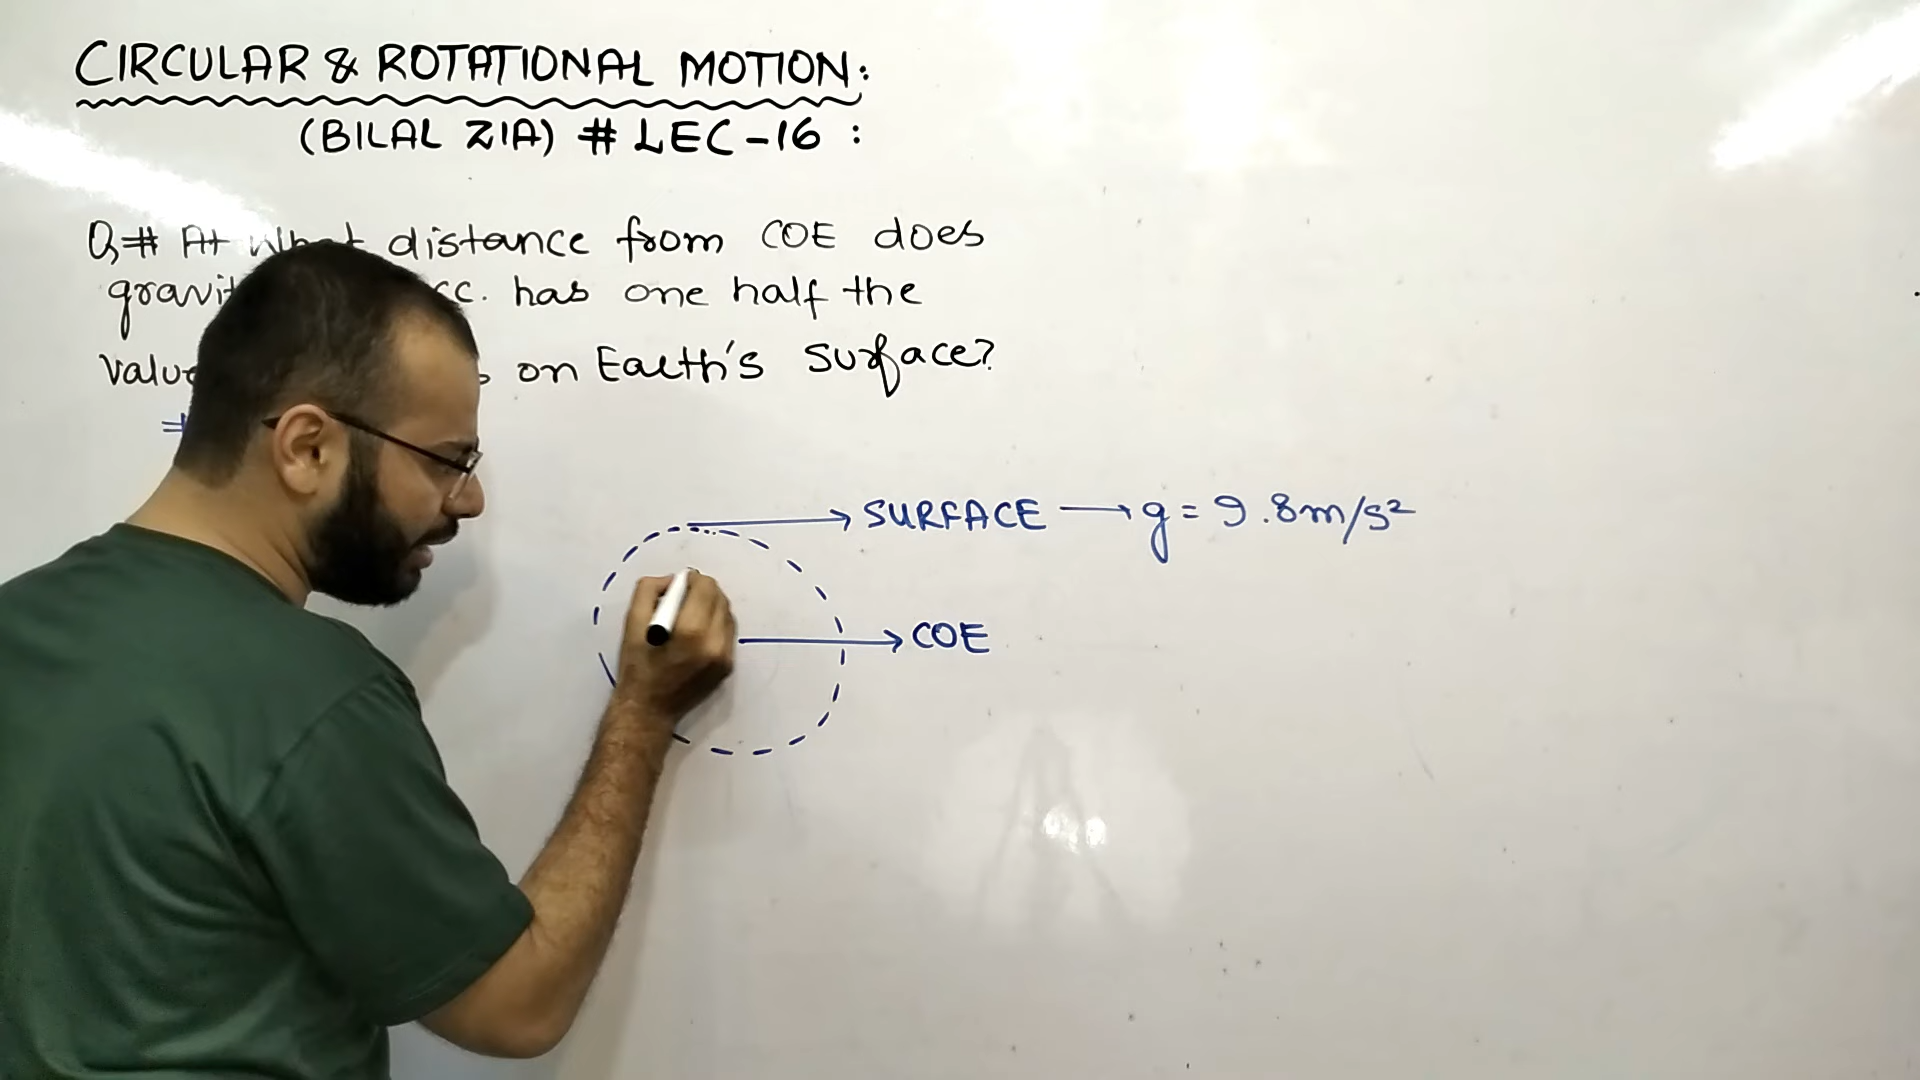 CIRCULAR & ROTATIONAL MOTION:
(BILAL ZIA) # LEC-16 :
Q# At What distance from COE does
has one half the
on Earth's Surface?
SURFACE → g = 9.8m/s²
COE